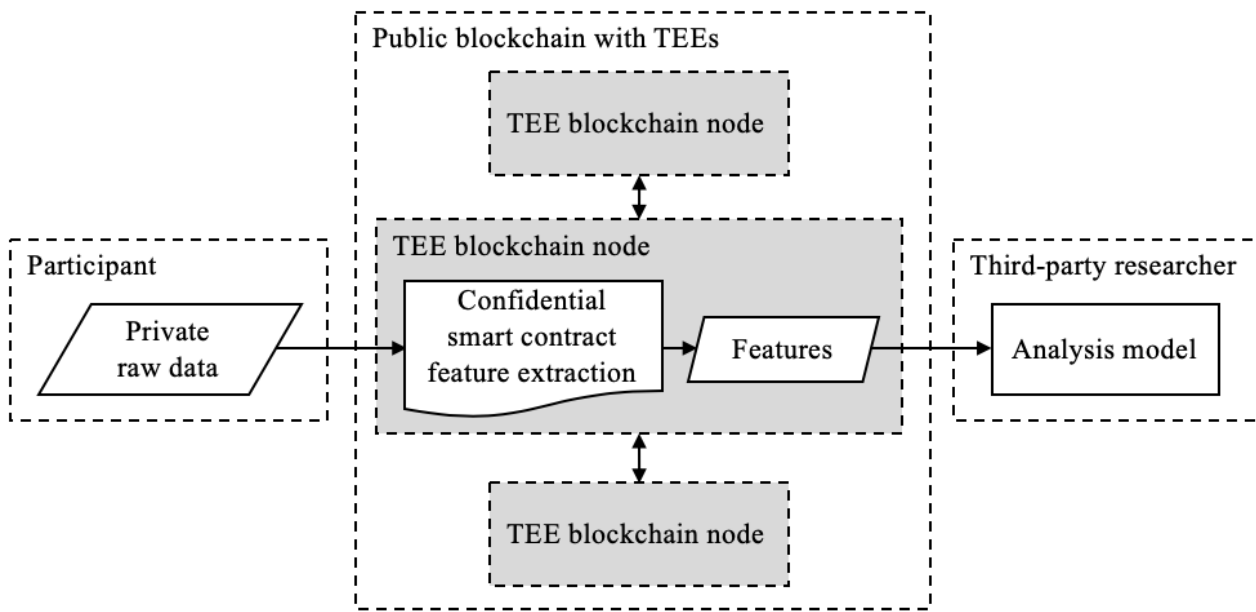 Public blockchain with TEEs
TEE blockchain node
TEE blockchain node
Participant
Private
raw data
Confidential
smart contract
feature extraction
Features
Third-party researcher
Analysis model
TEE blockchain node